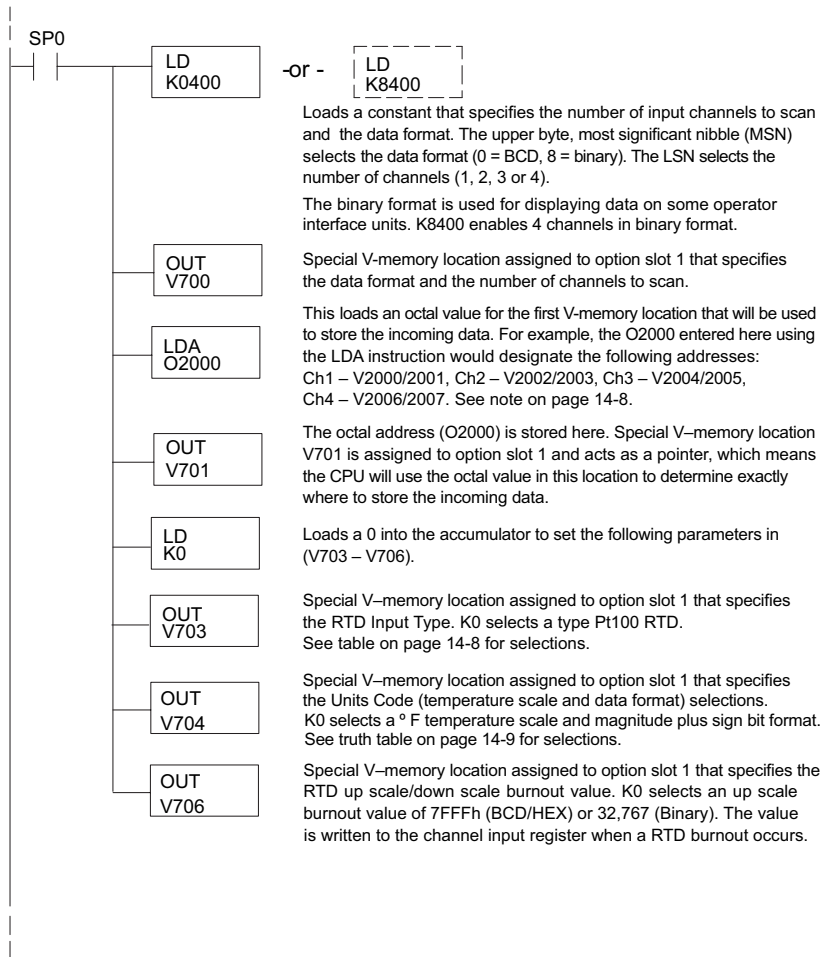 SP0
LD
K0400
-or -
LD
K8400
Loads a constant that specifies the number of input channels to scan
and the data format. The upper byte, most significant nibble (MSN)
selects the data format (0 = BCD, 8 = binary). The LSN selects the
number of channels (1, 2, 3 or 4).
The binary format is used for displaying data on some operator
interface units. K8400 enables 4 channels in binary format.
OUT
V700
Special V-memory location assigned to option slot 1 that specifies
the data format and the number of channels to scan.
LDA
O2000
This loads an octal value for the first V-memory location that will be used
to store the incoming data. For example, the O2000 entered here using
the LDA instruction would designate the following addresses:
Ch1 – V2000/2001, Ch2 – V2002/2003, Ch3 – V2004/2005,
Ch4 – V2006/2007. See note on page 14-8.
OUT
V701
The octal address (O2000) is stored here. Special V–memory location
V701 is assigned to option slot 1 and acts as a pointer, which means
the CPU will use the octal value in this location to determine exactly
where to store the incoming data.
LD
K0
Loads a 0 into the accumulator to set the following parameters in
(V703 – V706).
OUT
V703
Special V–memory location assigned to option slot 1 that specifies
the RTD Input Type. K0 selects a type Pt100 RTD.
See table on page 14-8 for selections.
OUT
V704
Special V–memory location assigned to option slot 1 that specifies
the Units Code (temperature scale and data format) selections.
K0 selects a º F temperature scale and magnitude plus sign bit format.
See truth table on page 14-9 for selections.
OUT
V706
Special V–memory location assigned to option slot 1 that specifies the
RTD up scale/down scale burnout value. K0 selects an up scale
burnout value of 7FFFh (BCD/HEX) or 32,767 (Binary). The value
is written to the channel input register when a RTD burnout occurs.